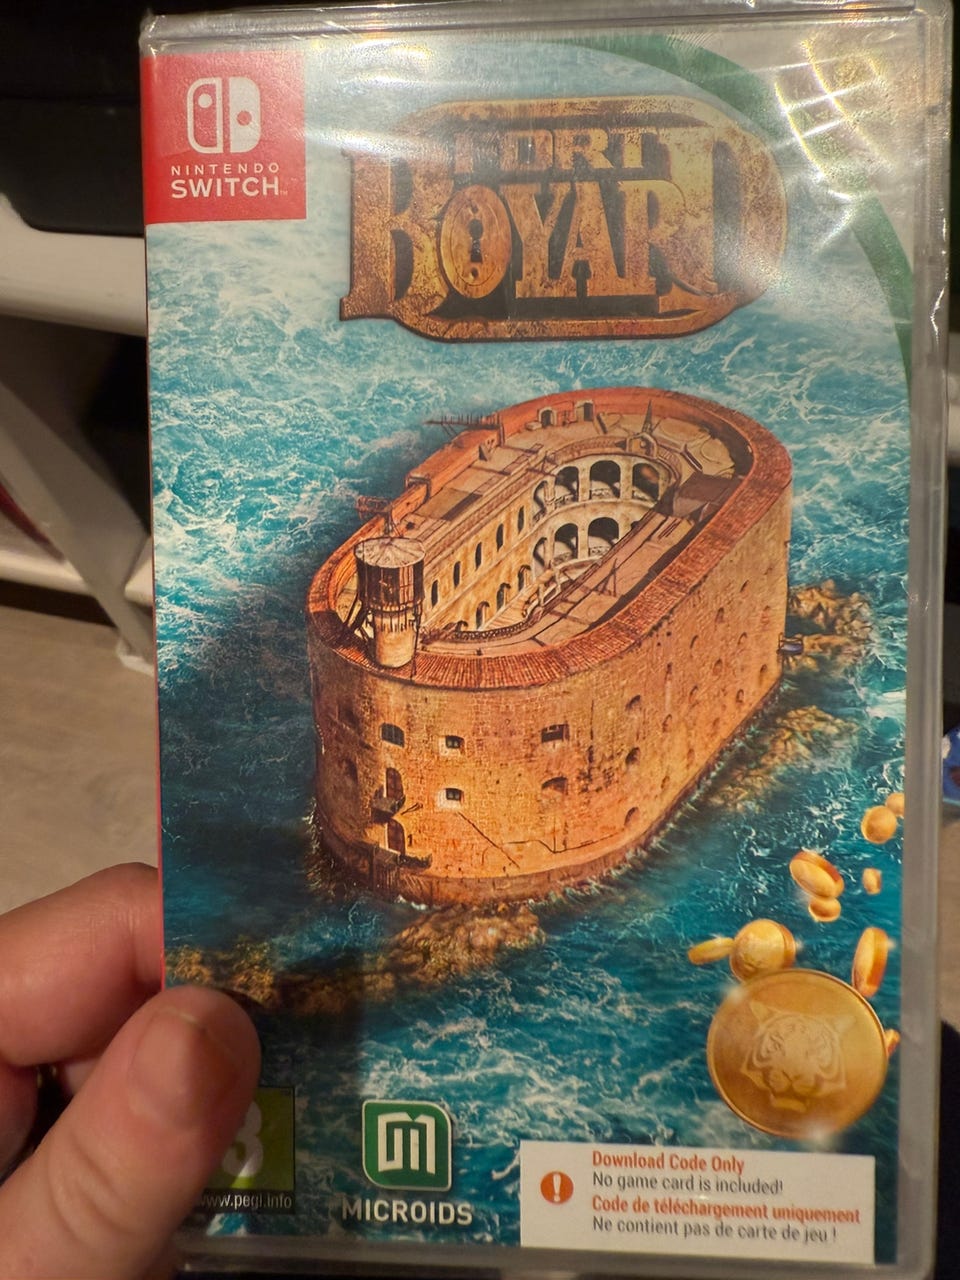 NINTENDO
SWITCH™
FORT
BOYARD
MICROIDS
www.pegi.info
Download Code Only
No game card is included!
Code de téléchargement uniquement
Ne contient pas de carte de jeu !